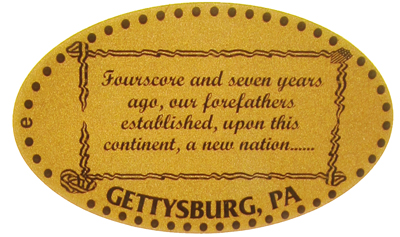 Fourscore and seven years
ago, our forefathers
established, upon this
continent, a new nation......
e
GETTYSBURG, PA